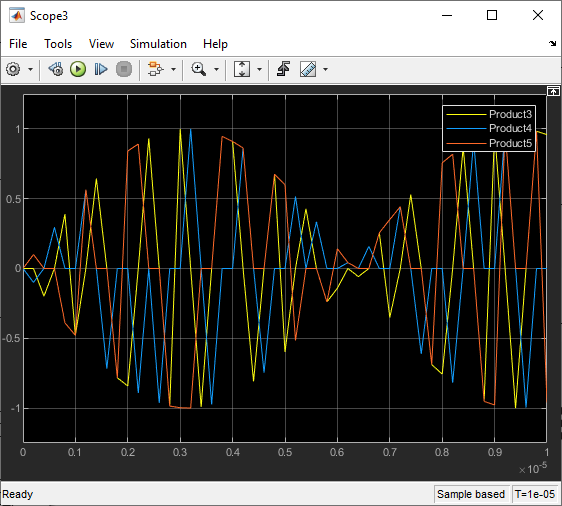 Scope3
File Tools View Simulation Help
Product3
Product4
Product5
1
0.5
0
-0.5
-1
0 0.1 0.2 0.3 0.4 0.5 0.6 0.7 0.8 0.9 1
×10⁻⁵
Ready Sample based T=1e-05